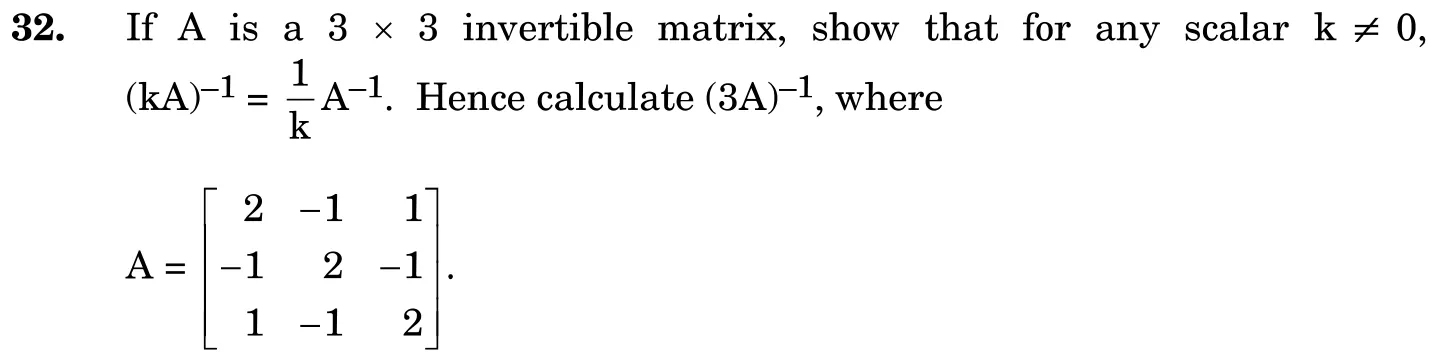 32. If A is a 3 × 3 invertible matrix, show that for any scalar k ≠ 0,
(kA)⁻¹ = 1/k A⁻¹. Hence calculate (3A)⁻¹, where
2 −1 1
A = [−1 2 −1].
1 −1 2